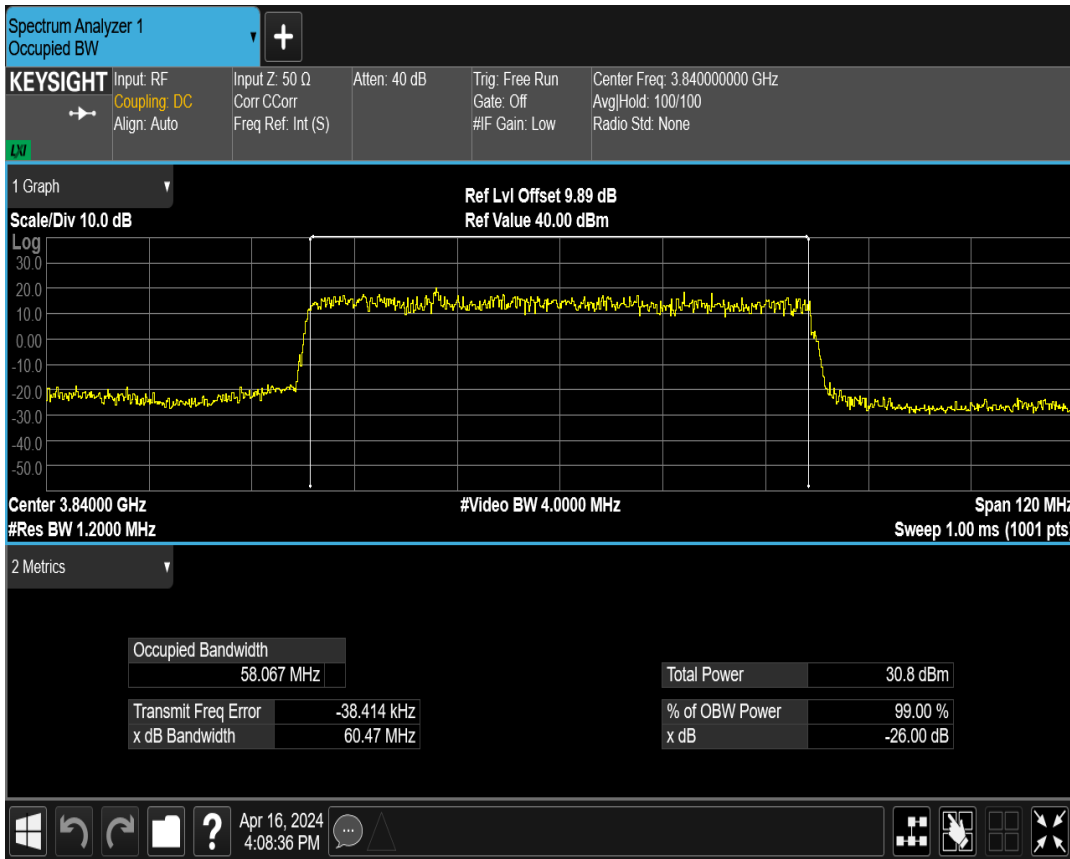 Spectrum Analyzer 1
Occupied BW
+
KEYSIGHT
LXI
Input: RF
Coupling: DC
Align: Auto
Input Z: 50 Ω
Corr CCorr
Freq Ref: Int (S)
Atten: 40 dB
Trig: Free Run
Gate: Off
#IF Gain: Low
Center Freq: 3.840000000 GHz
Avg|Hold: 100/100
Radio Std: None
1 Graph
Scale/Div 10.0 dB
Ref Lvl Offset 9.89 dB
Ref Value 40.00 dBm
Log
30.0
20.0
10.0
0.00
-10.0
-20.0
-30.0
-40.0
-50.0
Center 3.84000 GHz
#Video BW 4.0000 MHz
Span 120 MHz
#Res BW 1.2000 MHz
Sweep 1.00 ms (1001 pts)
2 Metrics
Occupied Bandwidth
58.067 MHz
Total Power 30.8 dBm
Transmit Freq Error -38.414 kHz
% of OBW Power 99.00 %
x dB Bandwidth 60.47 MHz
x dB -26.00 dB
?
Apr 16, 2024
4:08:36 PM